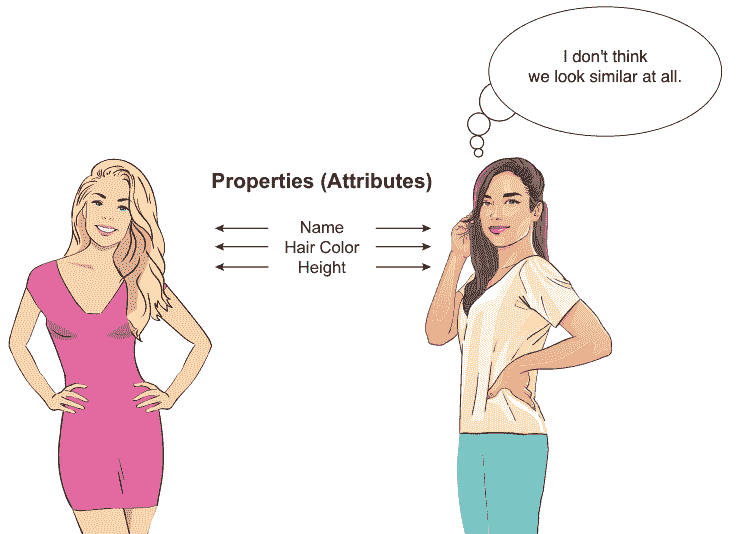 I don't think
we look similar at all.
Properties (Attributes)
Name
Hair Color
Height